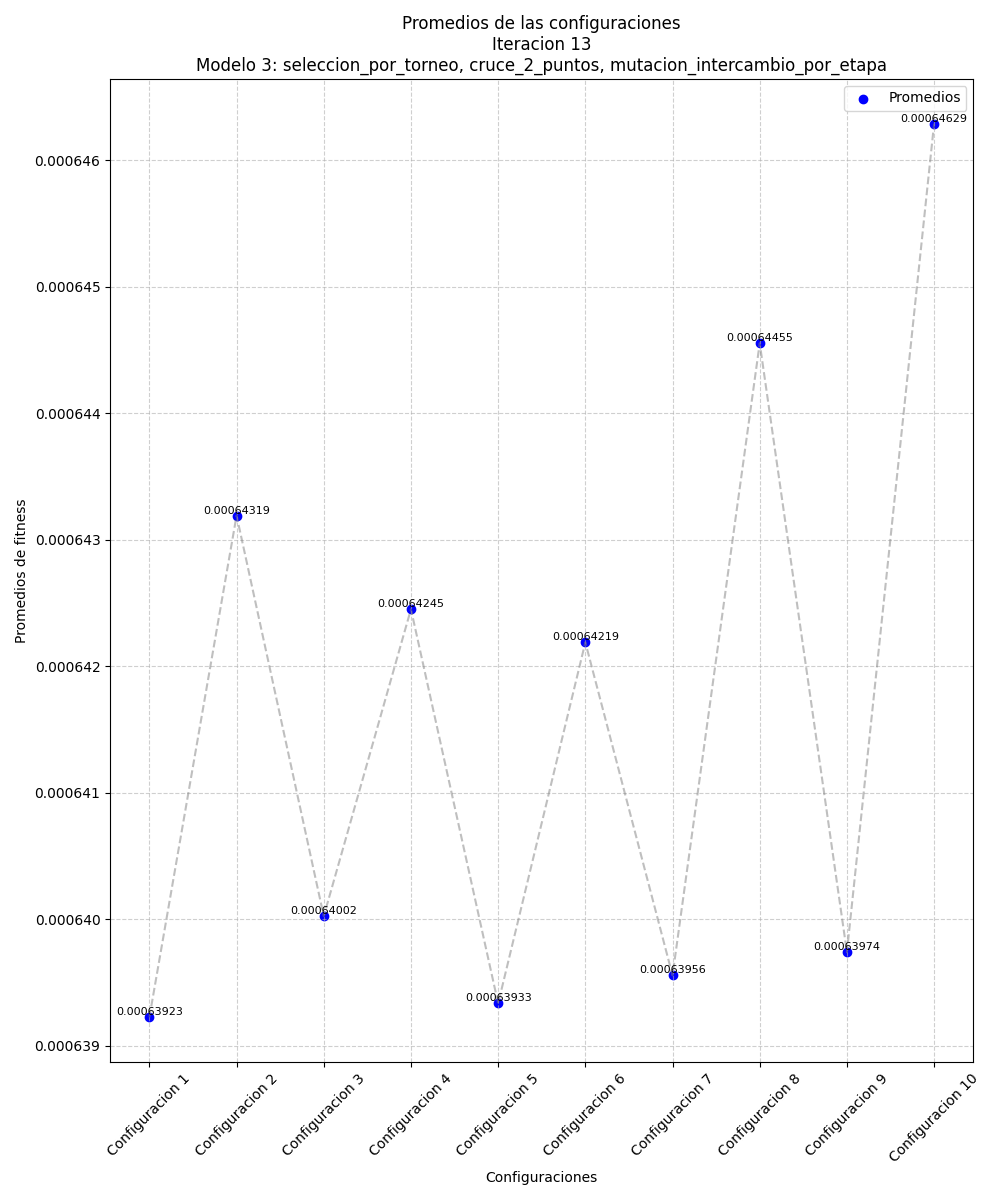 Promedios de las configuraciones
Iteracion 13
Modelo 3: seleccion_por_torneo, cruce_2_puntos, mutacion_intercambio_por_etapa
Promedios
0.00064629
0.000646
0.000645
0.00064455
0.000644
0.00064319
0.000643
0.00064245
0.00064219
0.000642
0.000641
0.00064002
0.000640
0.00063974
0.00063956
0.00063933
0.00063923
0.000639
Promedios de fitness
Configuracion 1
Configuracion 2
Configuracion 3
Configuracion 4
Configuracion 5
Configuracion 6
Configuracion 7
Configuracion 8
Configuracion 9
Configuracion 10
Configuraciones